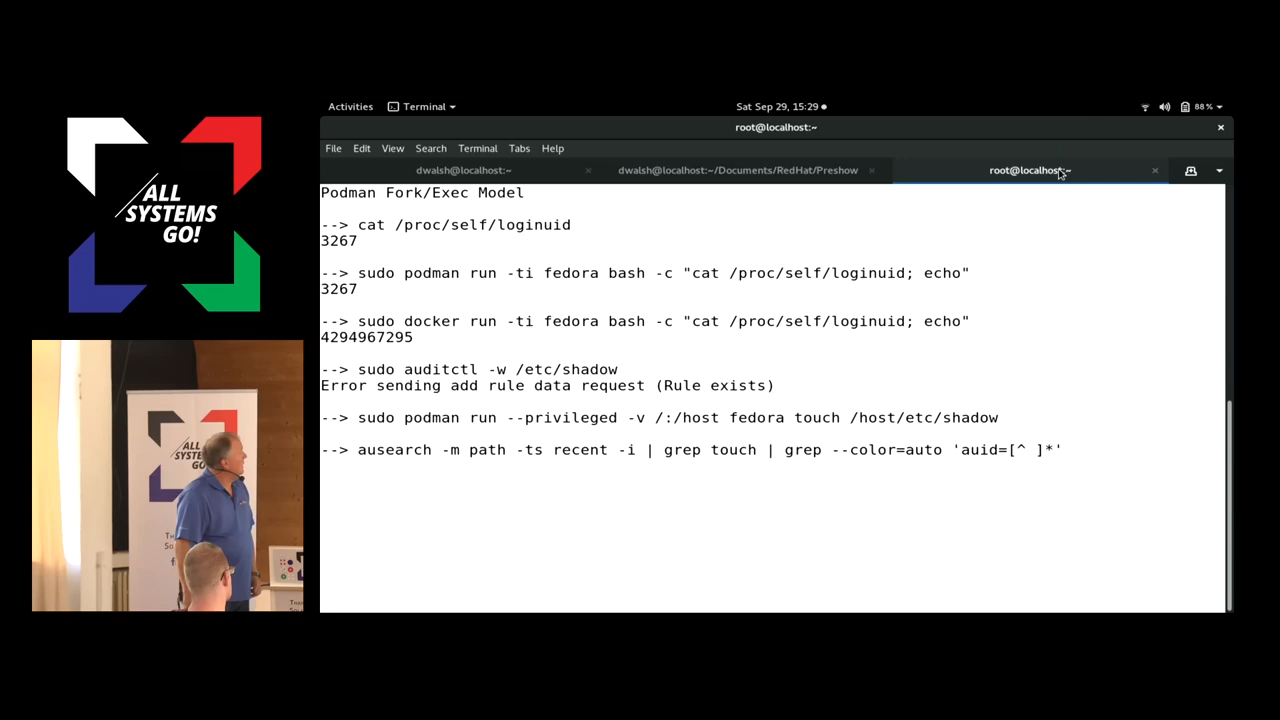 ALL
SYSTEMS
GO!
Activities
Terminal
Sat Sep 29, 15:29
88%
root@localhost:~
File Edit View Search Terminal Tabs Help
dwalsh@localhost:~
dwalsh@localhost:~/Documents/RedHat/Preshow
root@localhost:~
Podman Fork/Exec Model
--> cat /proc/self/loginuid
3267
--> sudo podman run -ti fedora bash -c "cat /proc/self/loginuid; echo"
3267
--> sudo docker run -ti fedora bash -c "cat /proc/self/loginuid; echo"
4294967295
--> sudo auditctl -w /etc/shadow
Error sending add rule data request (Rule exists)
--> sudo podman run --privileged -v /:/host fedora touch /host/etc/shadow
--> ausearch -m path -ts recent -i | grep touch | grep --color=auto 'auid=[^ ]*'
ALL